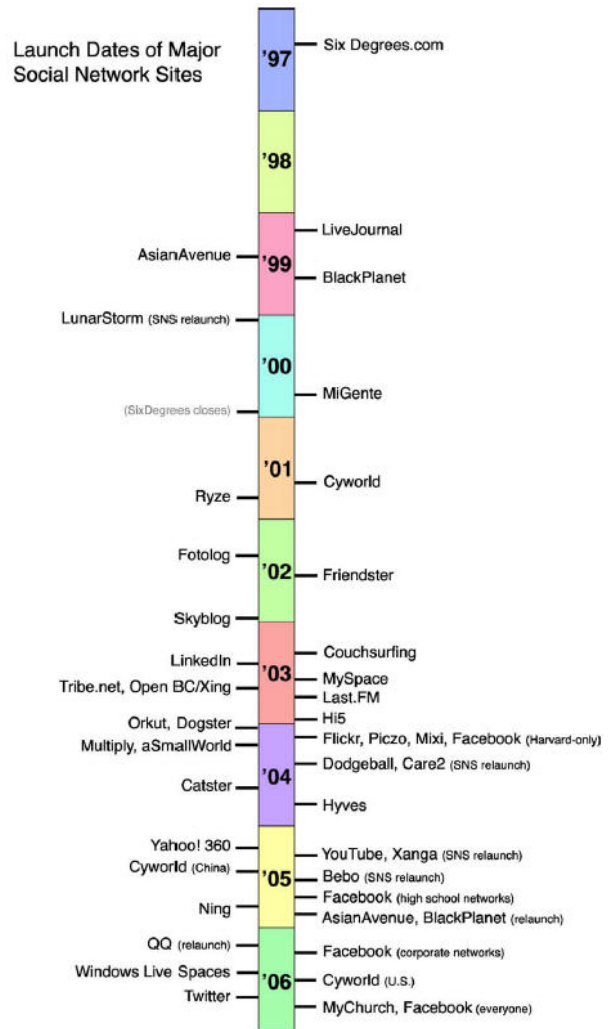 Launch Dates of Major
Social Network Sites
'97
Six Degrees.com
'98
LiveJournal
AsianAvenue
'99
BlackPlanet
LunarStorm (SNS relaunch)
'00
MiGente
(SixDegrees closes)
'01
Cyworld
Ryze
Fotolog
'02
Friendster
Skyblog
Couchsurfing
LinkedIn
'03
MySpace
Tribe.net, Open BC/Xing
Last.FM
Hi5
Orkut, Dogster
Flickr, Piczo, Mixi, Facebook (Harvard-only)
Multiply, aSmallWorld
Dodgeball, Care2 (SNS relaunch)
'04
Catster
Hyves
Yahoo! 360
YouTube, Xanga (SNS relaunch)
Cyworld (China)
'05
Bebo (SNS relaunch)
Facebook (high school networks)
Ning
AsianAvenue, BlackPlanet (relaunch)
QQ (relaunch)
Facebook (corporate networks)
Windows Live Spaces
'06
Cyworld (U.S.)
Twitter
MyChurch, Facebook (everyone)